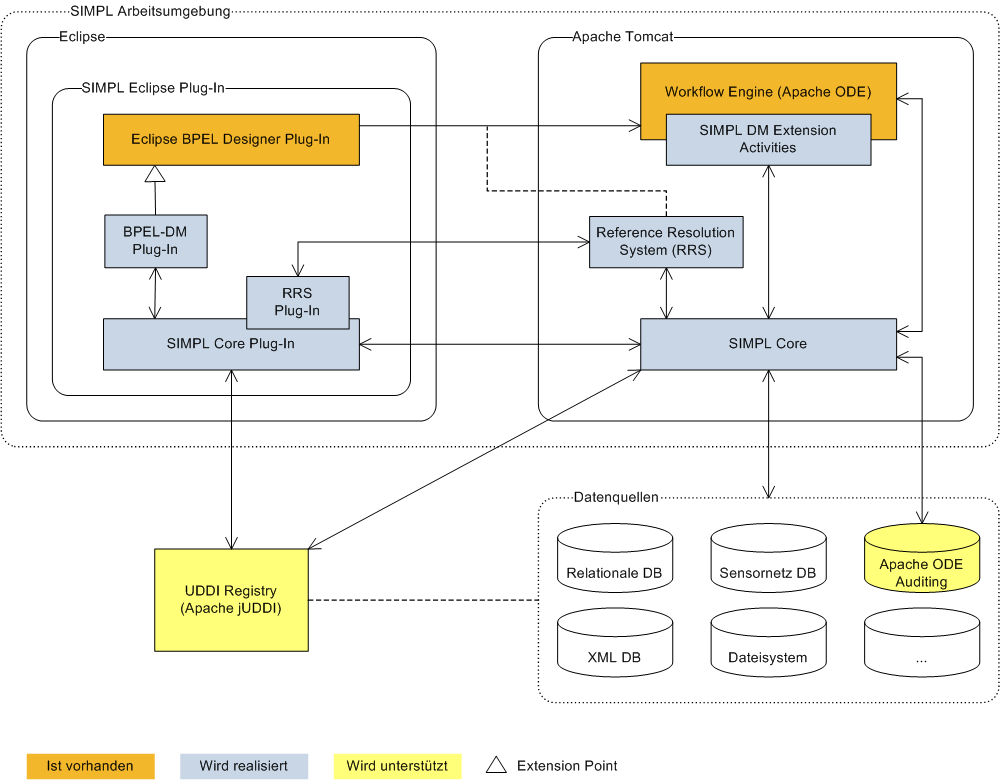 SIMPL Arbeitsumgebung
Eclipse
Apache Tomcat
SIMPL Eclipse Plug-In
Workflow Engine (Apache ODE)
Eclipse BPEL Designer Plug-In
SIMPL DM Extension
Activities
BPEL-DM
Plug-In
Reference Resolution
System (RRS)
RRS
Plug-In
SIMPL Core Plug-In
SIMPL Core
Datenquellen
Relationale DB
Sensornetz DB
Apache ODE
Auditing
UDDI Registry
(Apache jUDDI)
XML DB
Dateisystem
...
Ist vorhanden
Wird realisiert
Wird unterstützt
Extension Point